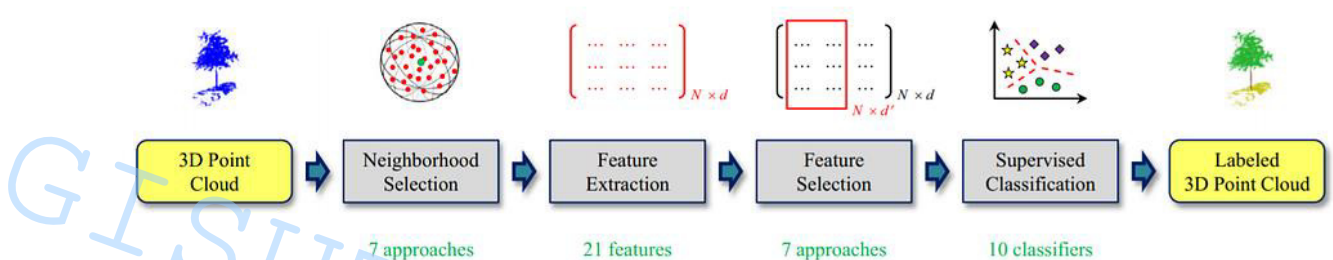 ... ... ...
... ... ...
... ... ...
N × d
... ... ...
... ... ...
... ... ...
N × d
N × d'
3D Point
Cloud
Neighborhood
Selection
Feature
Extraction
Feature
Selection
Supervised
Classification
Labeled
3D Point Cloud
7 approaches
21 features
7 approaches
10 classifiers